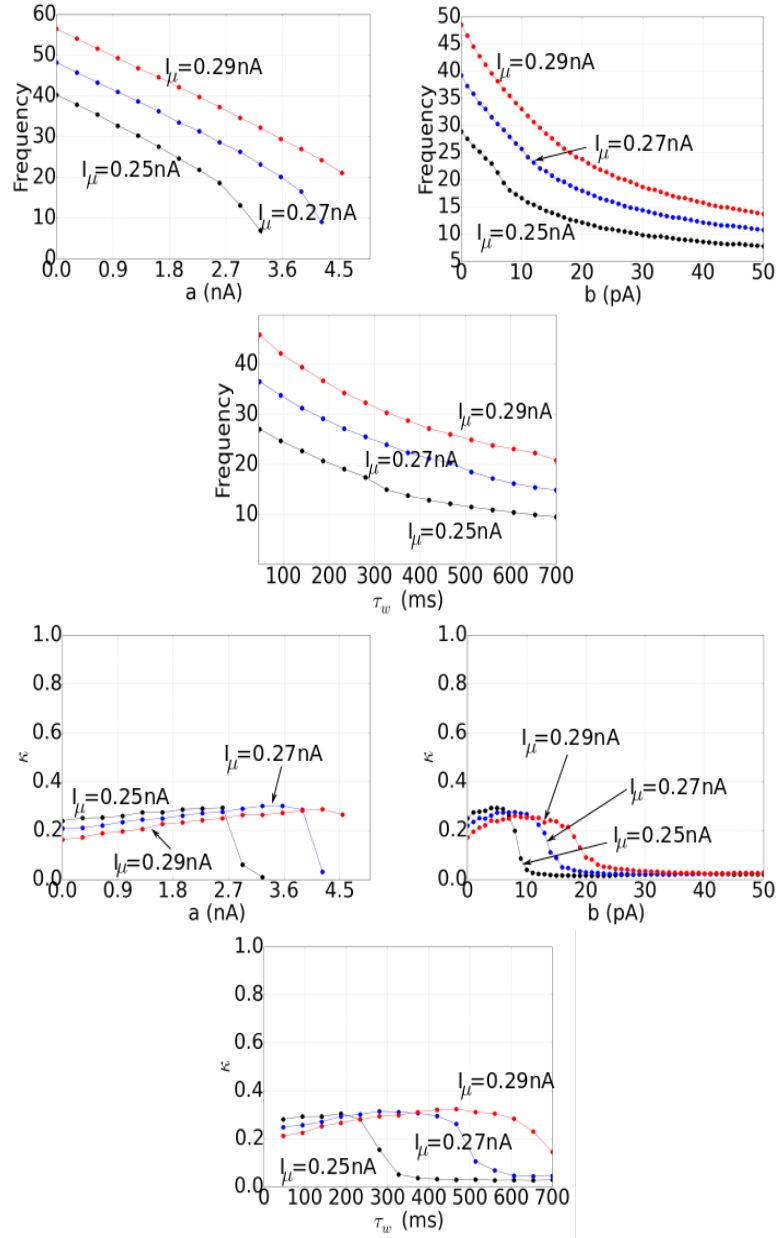 60
50
40
30
20
10
0
Frequency
0.0 0.9 1.8 2.7 3.6 4.5
a (nA)
I_μ=0.29nA
I_μ=0.25nA
I_μ=0.27nA
50
45
40
35
30
25
20
15
10
5
Frequency
0 10 20 30 40 50
b (pA)
I_μ=0.29nA
I_μ=0.27nA
I_μ=0.25nA
40
30
20
10
Frequency
100 200 300 400 500 600 700
τ_w (ms)
I_μ=0.29nA
I_μ=0.27nA
I_μ=0.25nA
1.0
0.8
0.6
0.4
0.2
0.0
κ
0.0 0.9 1.8 2.7 3.6 4.5
a (nA)
I_μ=0.27nA
I_μ=0.25nA
I_μ=0.29nA
1.0
0.8
0.6
0.4
0.2
0.0
κ
0 10 20 30 40 50
b (pA)
I_μ=0.29nA
I_μ=0.27nA
I_μ=0.25nA
1.0
0.8
0.6
0.4
0.2
0.0
κ
0 100 200 300 400 500 600 700
τ_w (ms)
I_μ=0.29nA
I_μ=0.27nA
I_μ=0.25nA